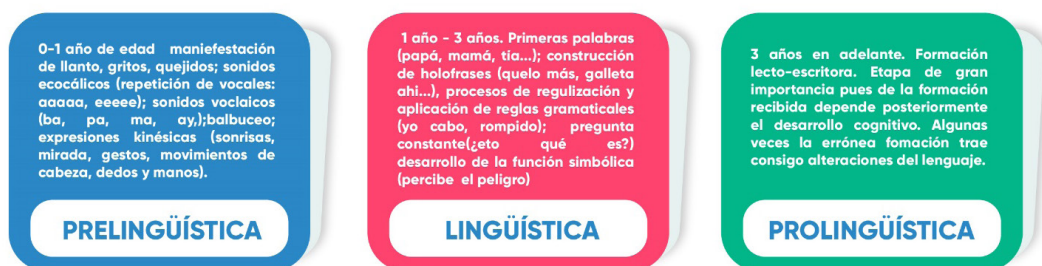 0-1 año de edad maniefestación
de llanto, gritos, quejidos; sonidos
ecocálicos (repetición de vocales:
aaaaa, eeeee); sonidos voclaicos
(ba, pa, ma, ay,);balbuceo;
expresiones kinésicas (sonrisas,
mirada, gestos, movimientos de
cabeza, dedos y manos).
PRELINGÜÍSTICA
1 año - 3 años. Primeras palabras
(papá, mamá, tía...); construcción
de holofrases (quelo más, galleta
ahi...), procesos de regulización y
aplicación de reglas gramaticales
(yo cabo, rompido); pregunta
constante(¿eto qué es?)
desarrollo de la función simbólica
(percibe el peligro)
LINGÜÍSTICA
3 años en adelante. Formación
lecto-escritora. Etapa de gran
importancia pues de la formación
recibida depende posteriormente
el desarrollo cognitivo. Algunas
veces la errónea fomación trae
consigo alteraciones del lenguaje.
PROLINGÜÍSTICA